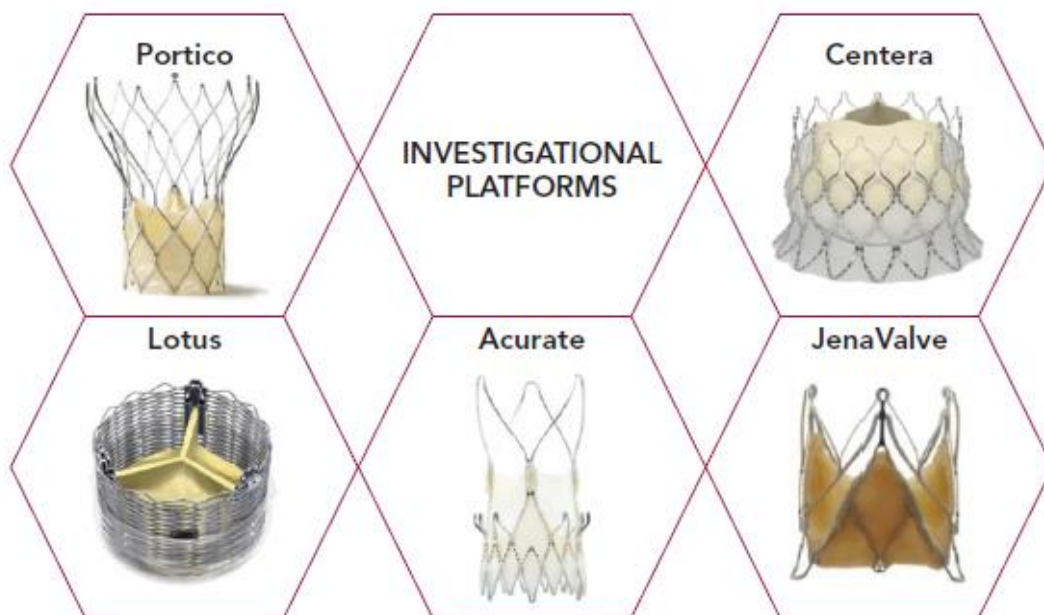 Portico
INVESTIGATIONAL
PLATFORMS
Centera
Lotus
Acurate
JenaValve